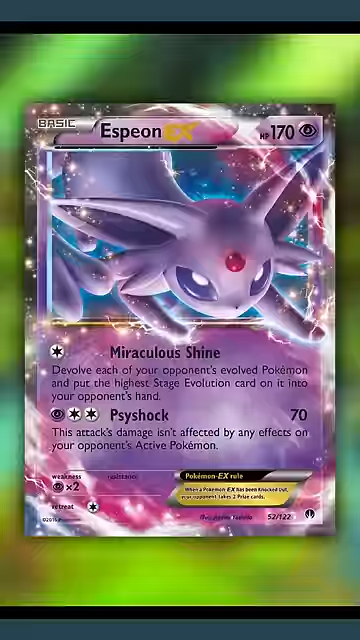 BASIC
Espeon EX
HP 170
Miraculous Shine
Devolve each of your opponent's evolved Pokémon
and put the highest Stage Evolution card on it into
your opponent's hand.
Psyshock 70
This attack's damage isn't affected by any effects on
your opponent's Active Pokémon.
weakness resistance
×2
Pokémon-EX rule
When a Pokémon-EX has been Knocked Out,
your opponent takes 2 Prize cards.
retreat
52/122